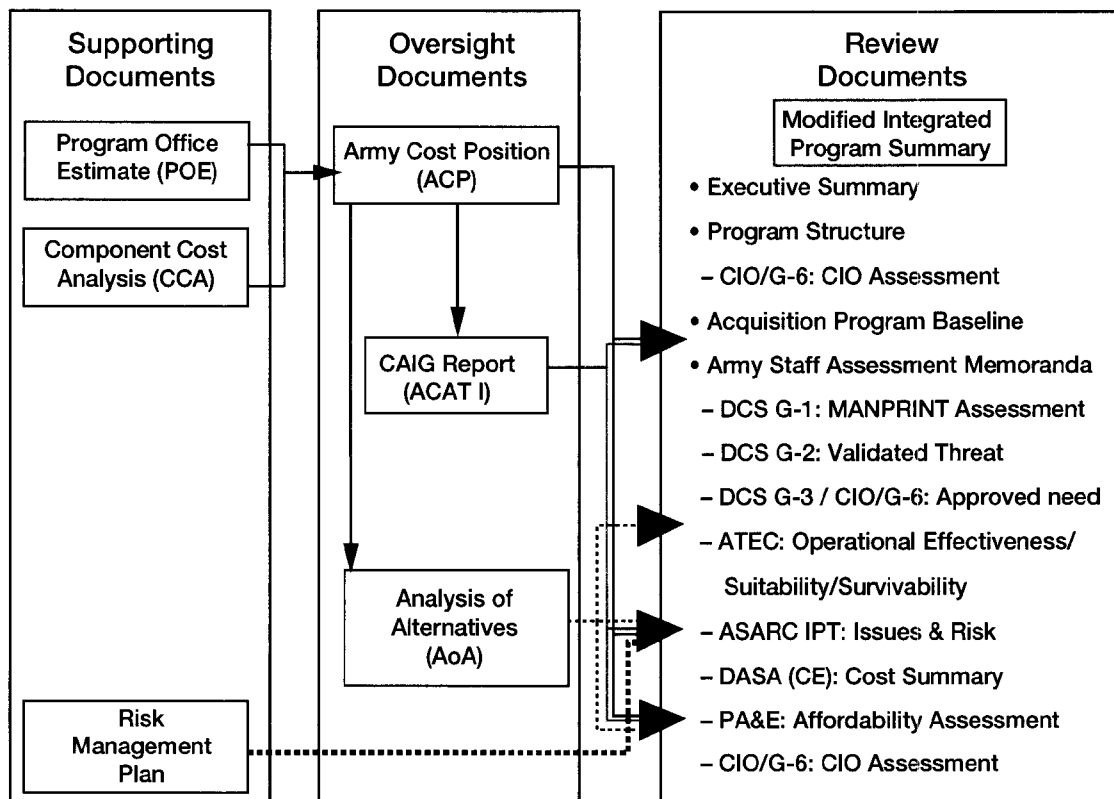 Supporting
Documents
Program Office
Estimate (POE)
Component Cost
Analysis (CCA)
Risk
Management
Plan
Oversight
Documents
Army Cost Position
(ACP)
CAIG Report
(ACAT I)
Analysis of
Alternatives
(AoA)
Review
Documents
Modified Integrated
Program Summary
• Executive Summary
• Program Structure
– CIO/G-6: CIO Assessment
• Acquisition Program Baseline
• Army Staff Assessment Memoranda
– DCS G-1: MANPRINT Assessment
– DCS G-2: Validated Threat
– DCS G-3 / CIO/G-6: Approved need
– ATEC: Operational Effectiveness/
Suitability/Survivability
– ASARC IPT: Issues & Risk
– DASA (CE): Cost Summary
– PA&E: Affordability Assessment
– CIO/G-6: CIO Assessment